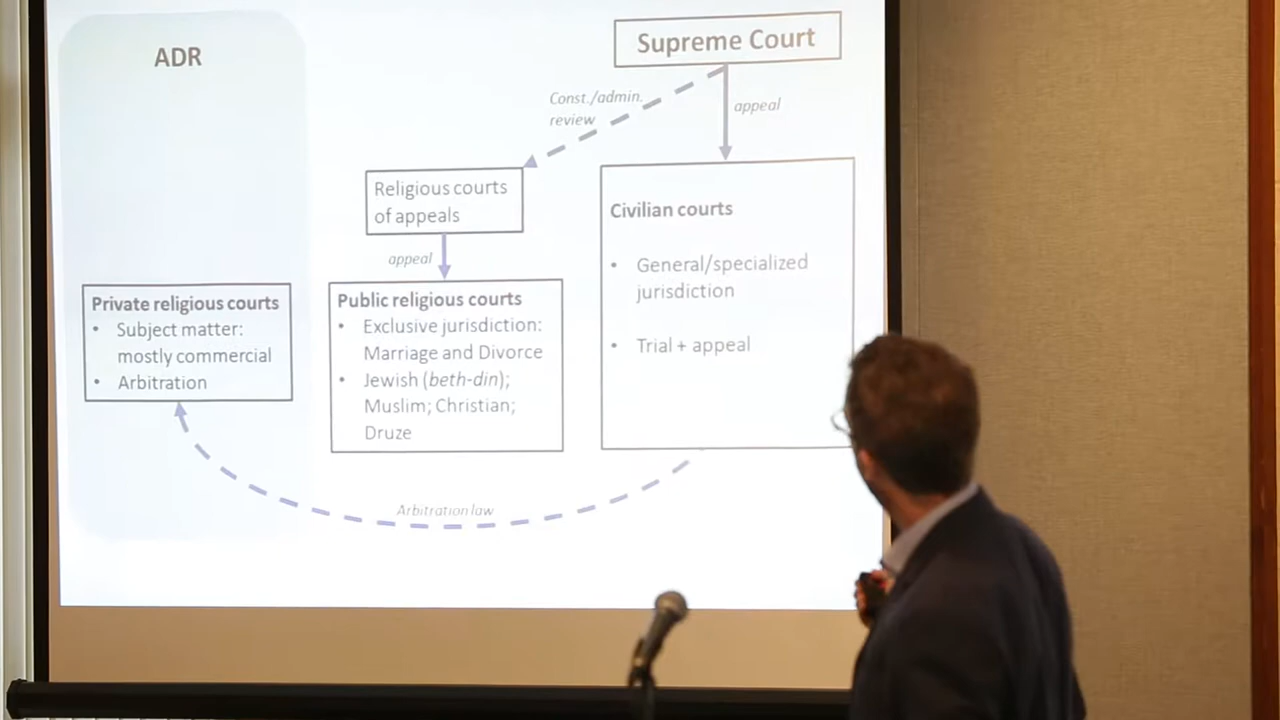 ADR
Supreme Court
Const./admin.
review
appeal
Religious courts
of appeals
appeal
Private religious courts
• Subject matter:
mostly commercial
• Arbitration
Public religious courts
• Exclusive jurisdiction:
Marriage and Divorce
• Jewish (beth-din);
Muslim; Christian;
Druze
Civilian courts
• General/specialized
jurisdiction
• Trial + appeal
Arbitration law